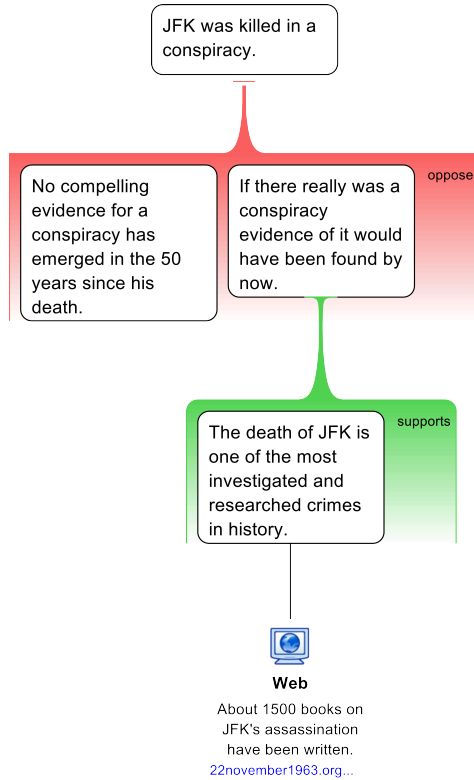 JFK was killed in a
conspiracy.
oppose
No compelling
evidence for a
conspiracy has
emerged in the 50
years since his
death.
If there really was a
conspiracy
evidence of it would
have been found by
now.
supports
The death of JFK is
one of the most
investigated and
researched crimes
in history.
Web
About 1500 books on
JFK's assassination
have been written.
22november1963.org...